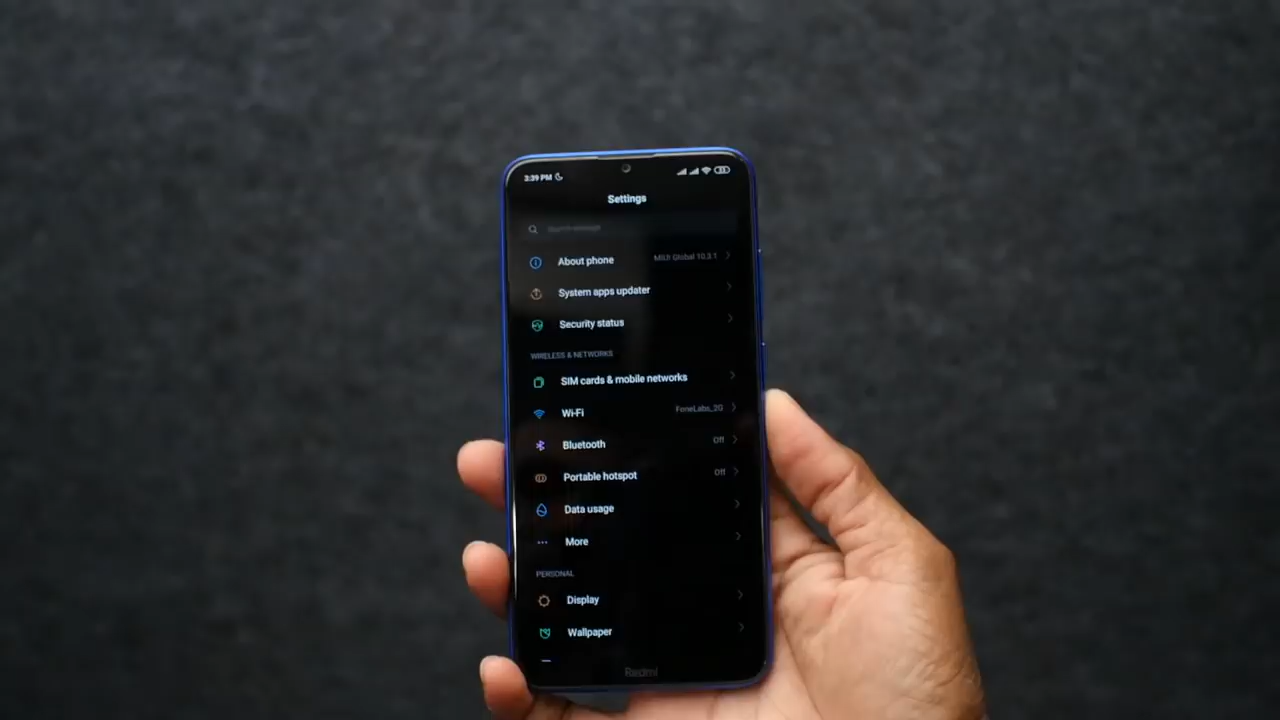 3:39 PM
Settings
About phone MIUI Global 10.3.1
System apps updater
Security status
WIRELESS & NETWORKS
SIM cards & mobile networks
Wi-Fi FoneLabs_2G
Bluetooth Off
Portable hotspot Off
Data usage
More
PERSONAL
Display
Wallpaper
Redmi